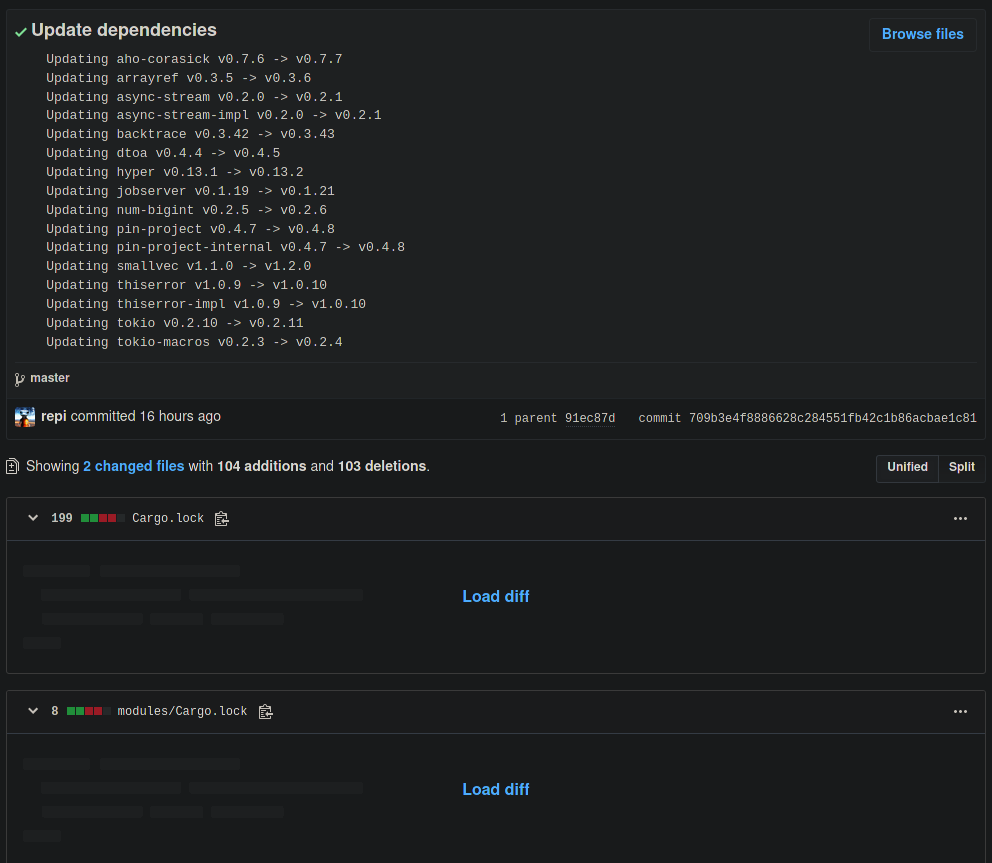 Update dependencies
Browse files
Updating aho-corasick v0.7.6 -> v0.7.7
Updating arrayref v0.3.5 -> v0.3.6
Updating async-stream v0.2.0 -> v0.2.1
Updating async-stream-impl v0.2.0 -> v0.2.1
Updating backtrace v0.3.42 -> v0.3.43
Updating dtoa v0.4.4 -> v0.4.5
Updating hyper v0.13.1 -> v0.13.2
Updating jobserver v0.1.19 -> v0.1.21
Updating num-bigint v0.2.5 -> v0.2.6
Updating pin-project v0.4.7 -> v0.4.8
Updating pin-project-internal v0.4.7 -> v0.4.8
Updating smallvec v1.1.0 -> v1.2.0
Updating thiserror v1.0.9 -> v1.0.10
Updating thiserror-impl v1.0.9 -> v1.0.10
Updating tokio v0.2.10 -> v0.2.11
Updating tokio-macros v0.2.3 -> v0.2.4
master
repi committed 16 hours ago 1 parent 91ec87d commit 709b3e4f8886628c284551fb42c1b86acbae1c81
Showing 2 changed files with 104 additions and 103 deletions. Unified Split
199 Cargo.lock
Load diff
8 modules/Cargo.lock
Load diff